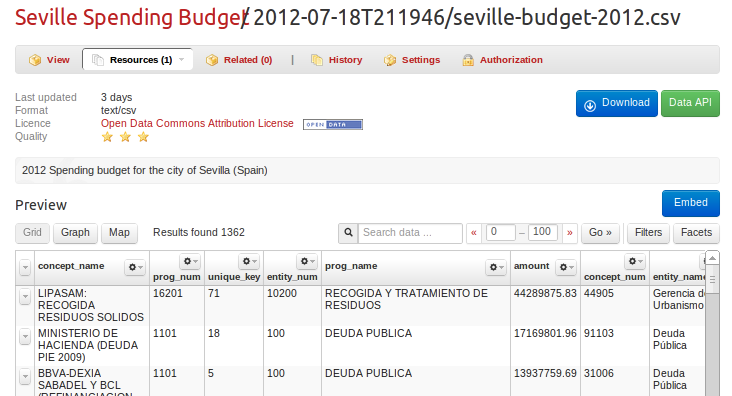 Seville Spending Budget/ 2012-07-18T211946/seville-budget-2012.csv
View Resources (1) Related (0) | History Settings Authorization
Last updated 3 days
Format text/csv
Licence Open Data Commons Attribution License OPEN DATA
Quality
Download Data API
2012 Spending budget for the city of Sevilla (Spain)
Preview
Embed
Grid Graph Map Results found 1362 Search data ... « 0 – 100 » Go » Filters Facets
concept_name prog_num unique_key entity_num prog_name amount concept_num entity_name
LIPASAM: 16201 71 10200 RECOGIDA Y TRATAMIENTO DE 44289875.83 44905 Gerencia de
RECOGIDA RESIDUOS Urbanismo
RESIDUOS SOLIDOS
MINISTERIO DE 1101 18 100 DEUDA PUBLICA 17169801.96 91103 Deuda
HACIENDA (DEUDA Pública
PIE 2009)
BBVA-DEXIA 1101 5 100 DEUDA PUBLICA 13937759.69 31006 Deuda
SABADEL Y BCL Pública
(REFINANCIACION